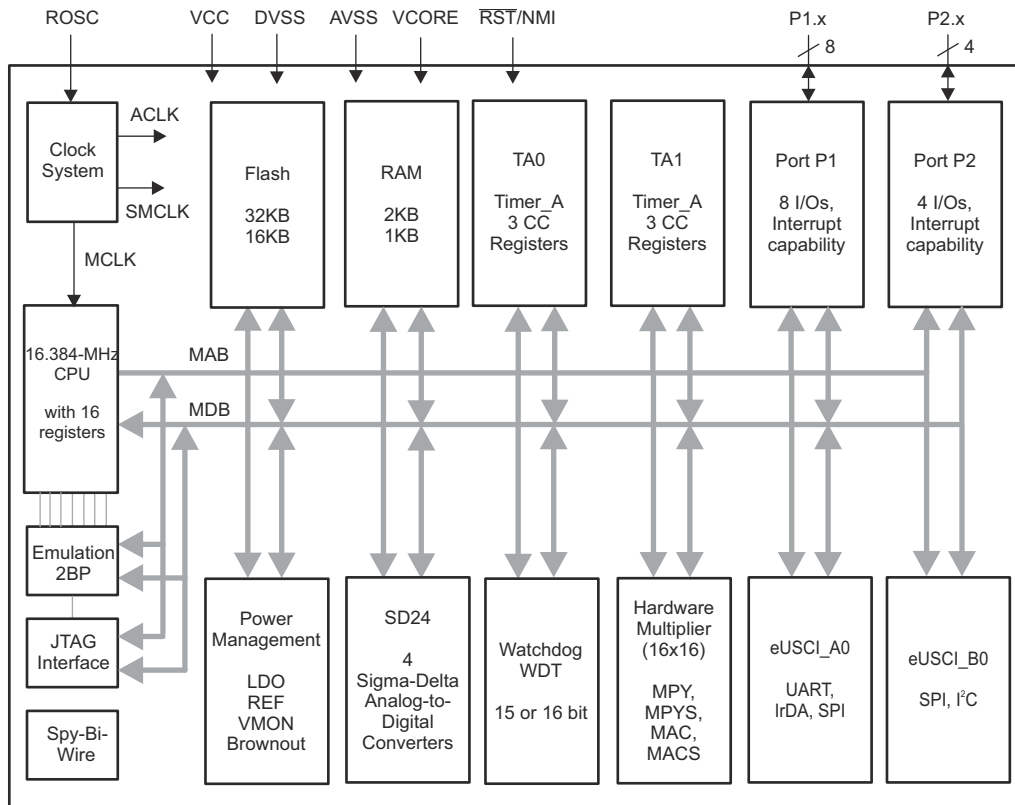 ROSC
VCC
DVSS
AVSS
VCORE
RST/NMI
P1.x
P2.x
8
4
Clock
System
ACLK
SMCLK
MCLK
Flash
32KB
16KB
RAM
2KB
1KB
TA0
Timer_A
3 CC
Registers
TA1
Timer_A
3 CC
Registers
Port P1
8 I/Os,
Interrupt
capability
Port P2
4 I/Os,
Interrupt
capability
16.384-MHz
CPU
with 16
registers
MAB
MDB
Emulation
2BP
JTAG
Interface
Spy-Bi-
Wire
Power
Management
LDO
REF
VMON
Brownout
SD24
4
Sigma-Delta
Analog-to-
Digital
Converters
Watchdog
WDT
15 or 16 bit
Hardware
Multiplier
(16x16)
MPY,
MPYS,
MAC,
MACS
eUSCI_A0
UART,
IrDA, SPI
eUSCI_B0
SPI, I²C